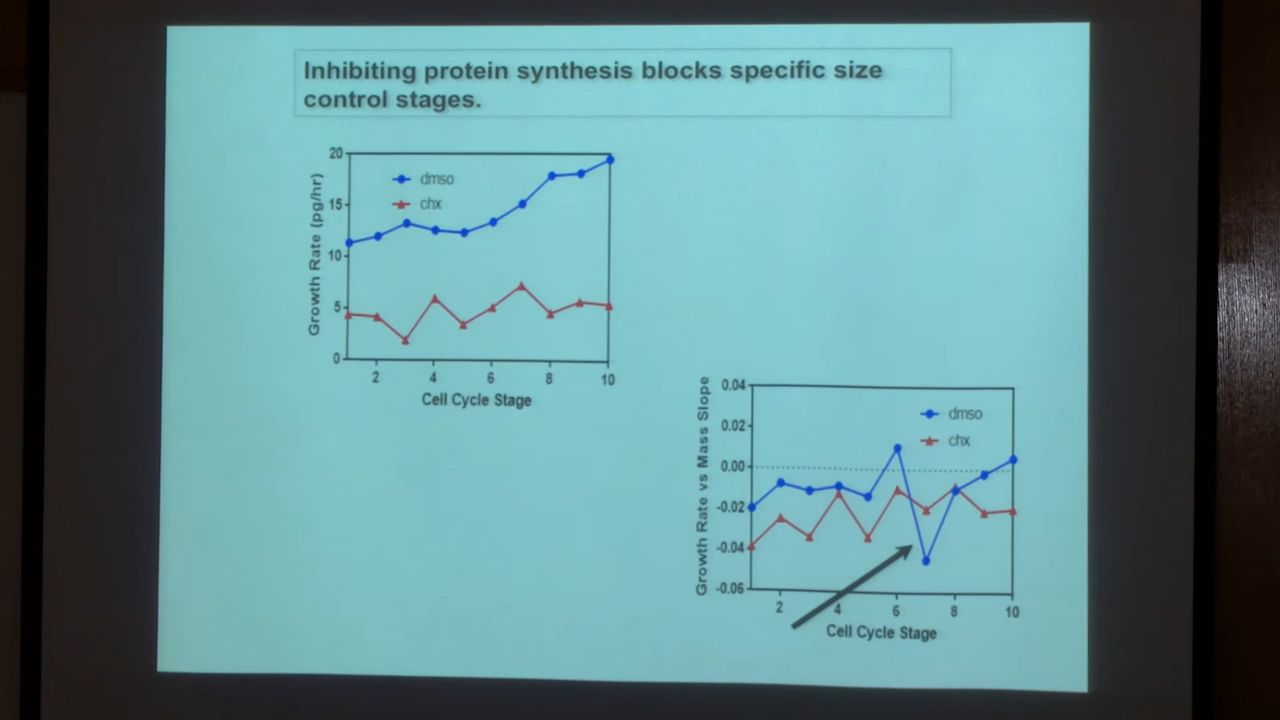 Inhibiting protein synthesis blocks specific size
control stages.
20
15
10
5
0
Growth Rate (pg/hr)
dmso
chx
2 4 6 8 10
Cell Cycle Stage
0.04
0.02
0.00
-0.02
-0.04
-0.06
Growth Rate vs Mass Slope
dmso
chx
2 4 6 8 10
Cell Cycle Stage